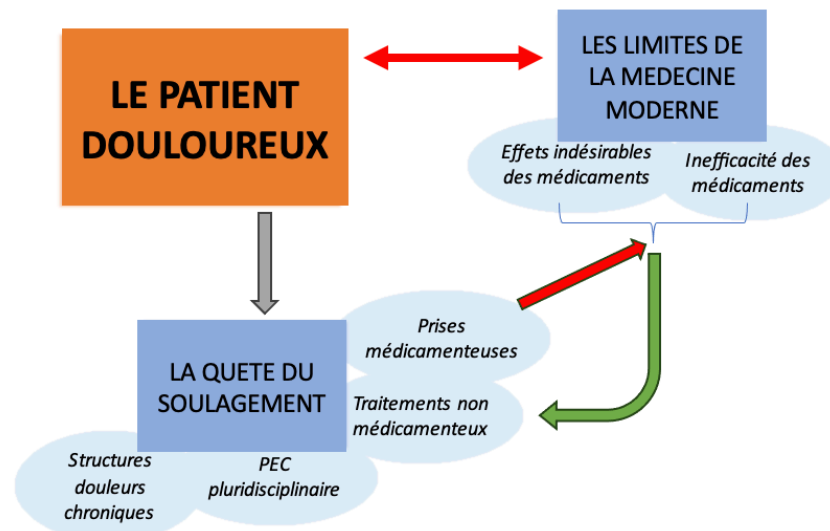 LE PATIENT
DOULOUREUX
LES LIMITES DE
LA MEDECINE
MODERNE
Effets indésirables
des médicaments
Inefficacité des
médicaments
Prises
médicamenteuses
LA QUETE DU
SOULAGEMENT
Traitements non
médicamenteux
Structures
douleurs
chroniques
PEC
pluridisciplinaire